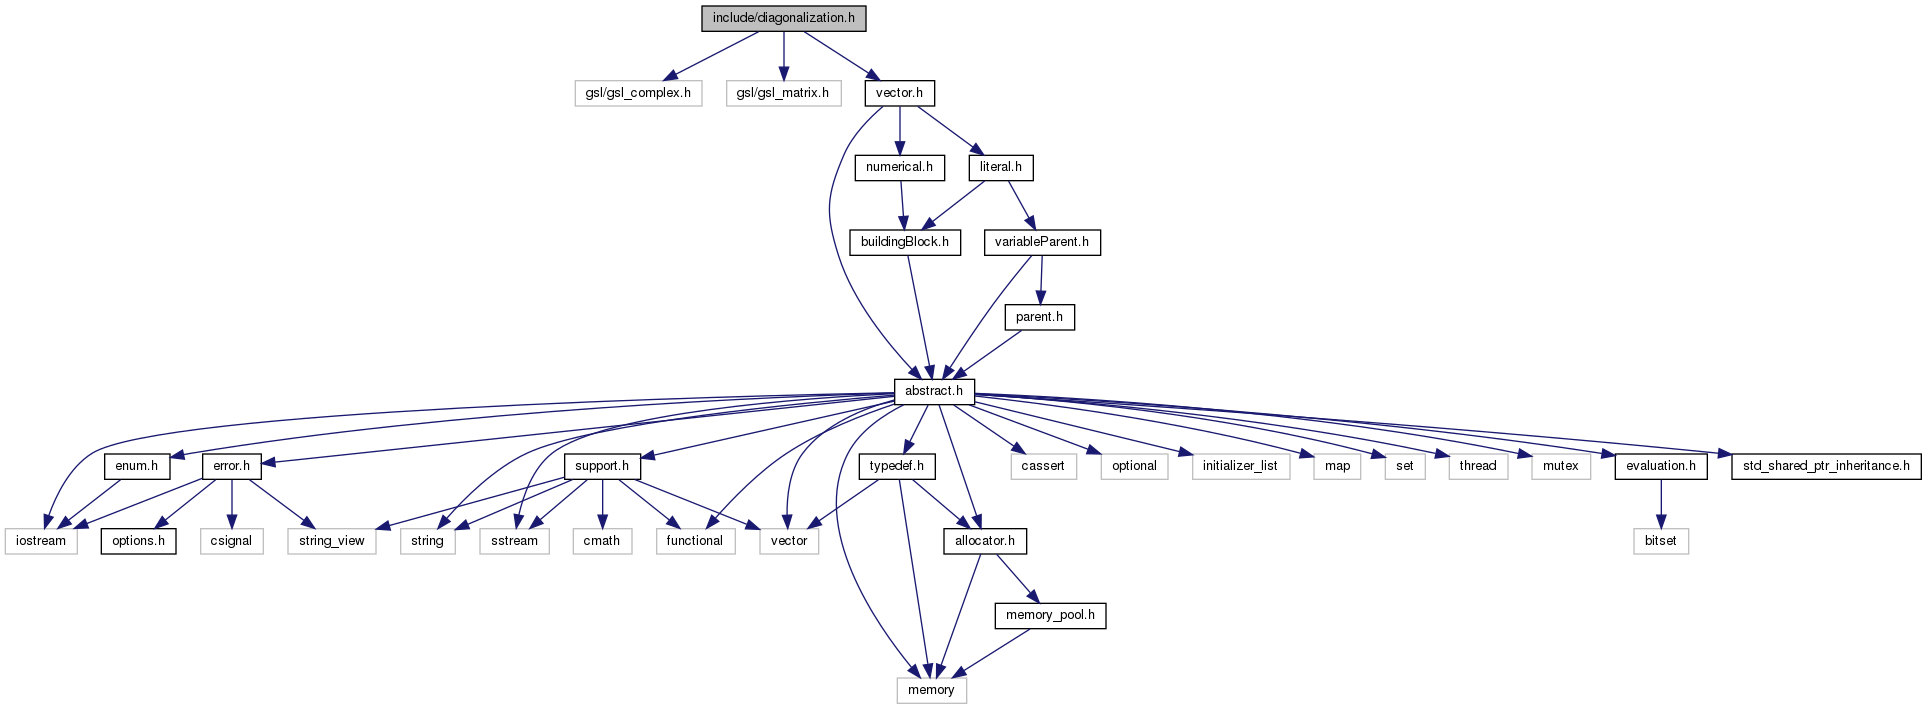 include/diagonalization.h
gsl/gsl_complex.h
gsl/gsl_matrix.h
vector.h
numerical.h
literal.h
buildingBlock.h
variableParent.h
parent.h
abstract.h
enum.h
error.h
support.h
typedef.h
cassert
optional
initializer_list
map
set
thread
mutex
evaluation.h
std_shared_ptr_inheritance.h
iostream
options.h
csignal
string_view
string
sstream
cmath
functional
vector
allocator.h
bitset
memory_pool.h
memory